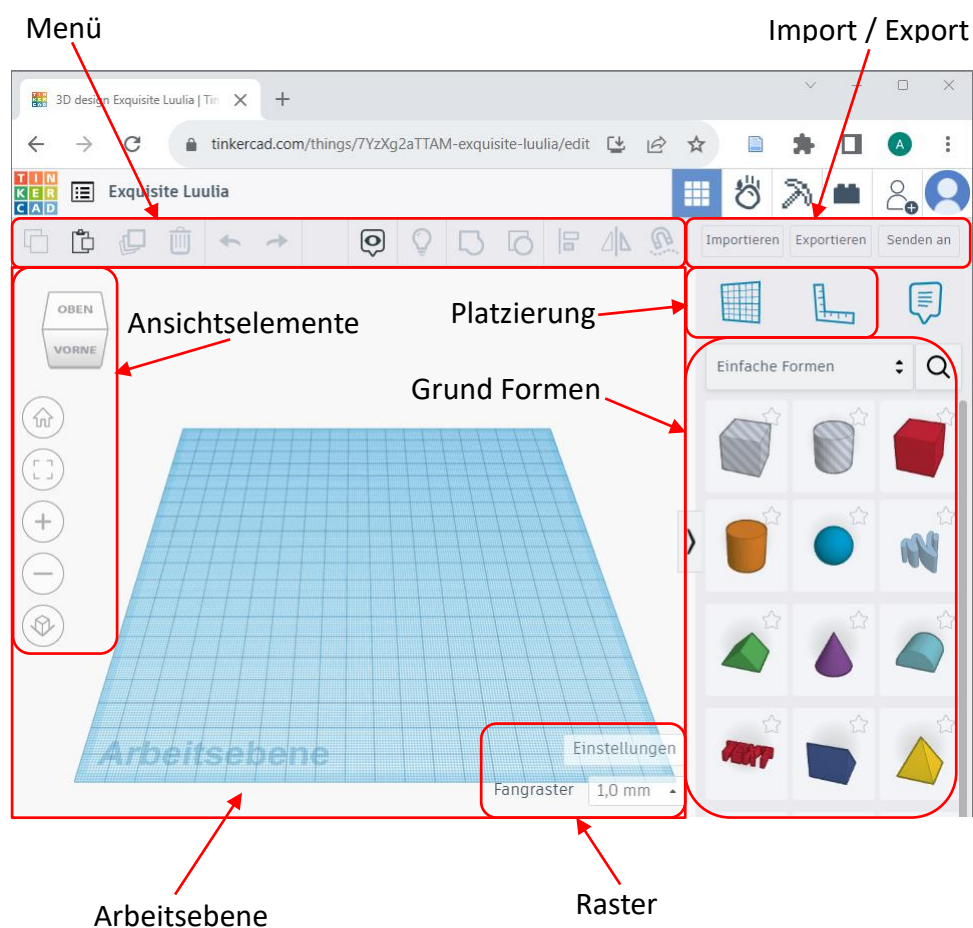 Menü
Import / Export
3D design Exquisite Luulia | Tin
tinkercad.com/things/7YzXg2aTTAM-exquisite-luulia/edit
A
TIN
KER
CAD
Exquisite Luulia
Importieren
Exportieren
Senden an
OBEN
VORNE
Ansichtselemente
Platzierung
Grund Formen
Einfache Formen
TEXT
Arbeitsebene
Einstellungen
Fangraster
1,0 mm
Arbeitsebene
Raster